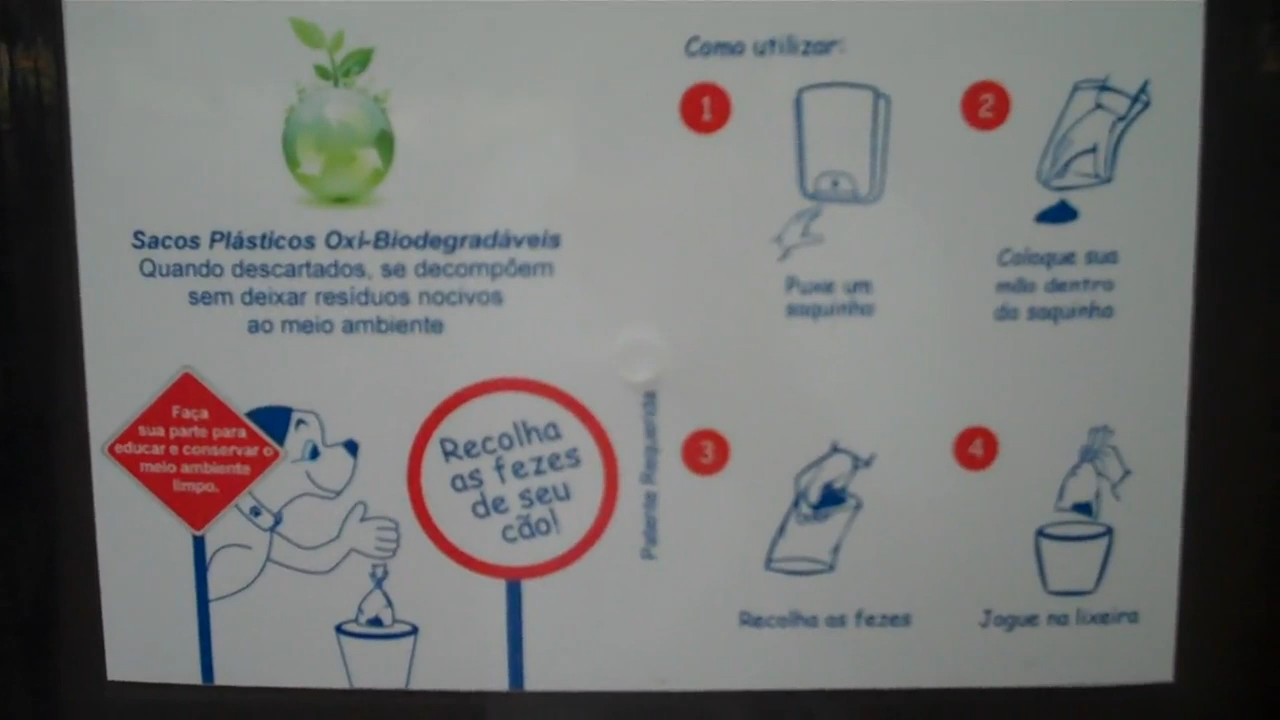 Sacos Plásticos Oxi-Biodegradáveis
Quando descartados, se decompõem
sem deixar resíduos nocivos
ao meio ambiente
Faça
sua parte para
educar e conservar o
meio ambiente
limpo.
Recolha
as fezes
de seu
cão!
Patente Requerida
Como utilizar:
1
Puxe um
saquinho
2
Coloque sua
mão dentro
do saquinho
3
Recolha as fezes
4
Jogue na lixeira